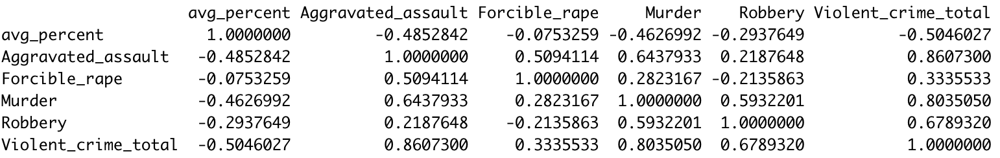 avg_percent Aggravated_assault Forcible_rape Murder Robbery Violent_crime_total
avg_percent 1.0000000 -0.4852842 -0.0753259 -0.4626992 -0.2937649 -0.5046027
Aggravated_assault -0.4852842 1.0000000 0.5094114 0.6437933 0.2187648 0.8607300
Forcible_rape -0.0753259 0.5094114 1.0000000 0.2823167 -0.2135863 0.3335533
Murder -0.4626992 0.6437933 0.2823167 1.0000000 0.5932201 0.8035050
Robbery -0.2937649 0.2187648 -0.2135863 0.5932201 1.0000000 0.6789320
Violent_crime_total -0.5046027 0.8607300 0.3335533 0.8035050 0.6789320 1.0000000